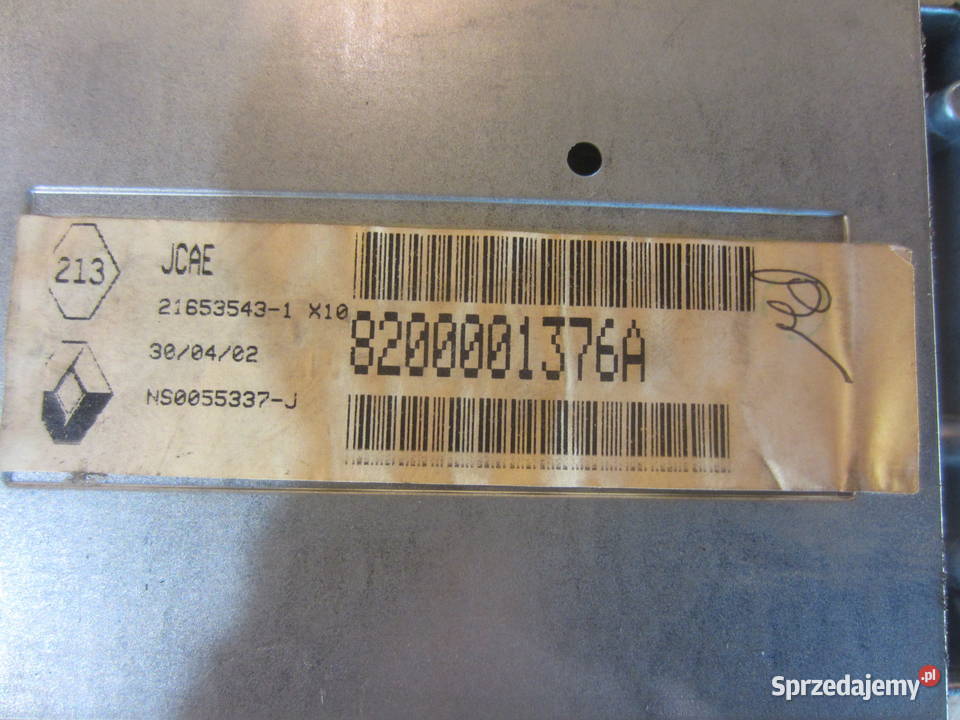 213
JCAE
21653543-1 X10
8200001376A
30/04/02
NS0055337-J
Sprzedajemy.pl